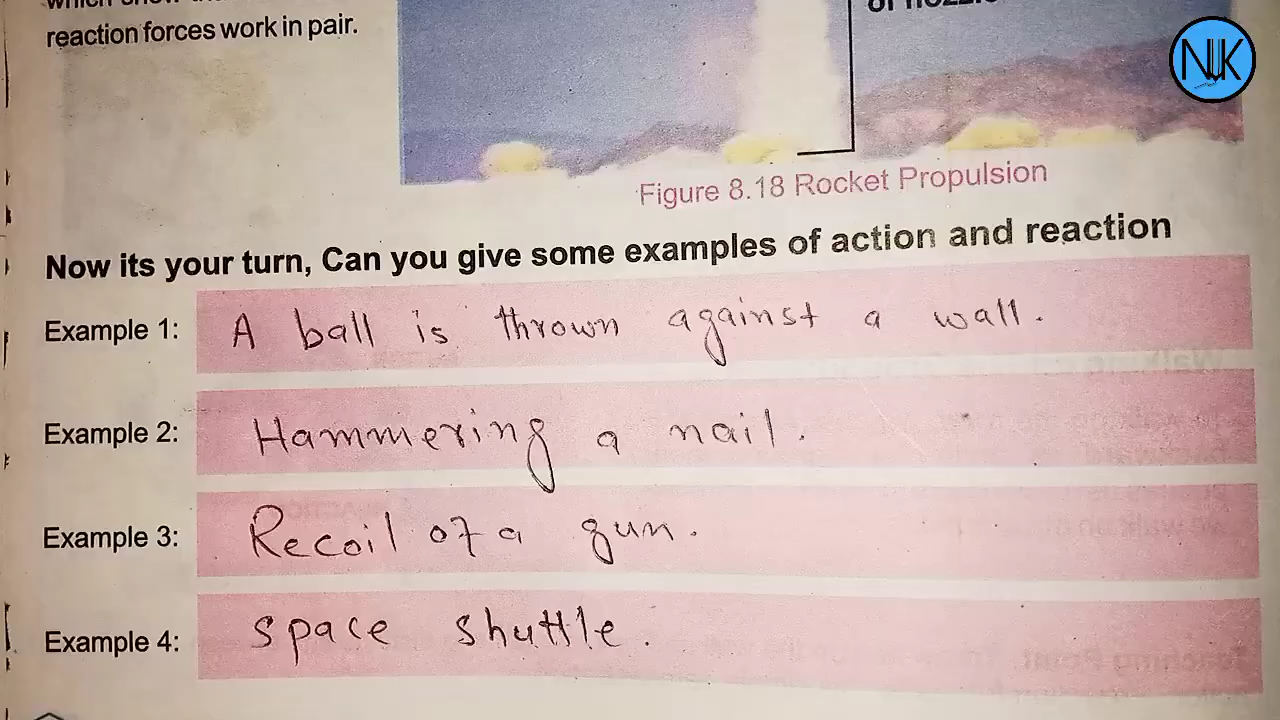 reaction forces work in pair.
NJK
Figure 8.18 Rocket Propulsion
Now its your turn, Can you give some examples of action and reaction
Example 1: A ball is thrown against a wall.
Example 2: Hammering a nail.
Example 3: Recoil of a gun.
Example 4: space shuttle.